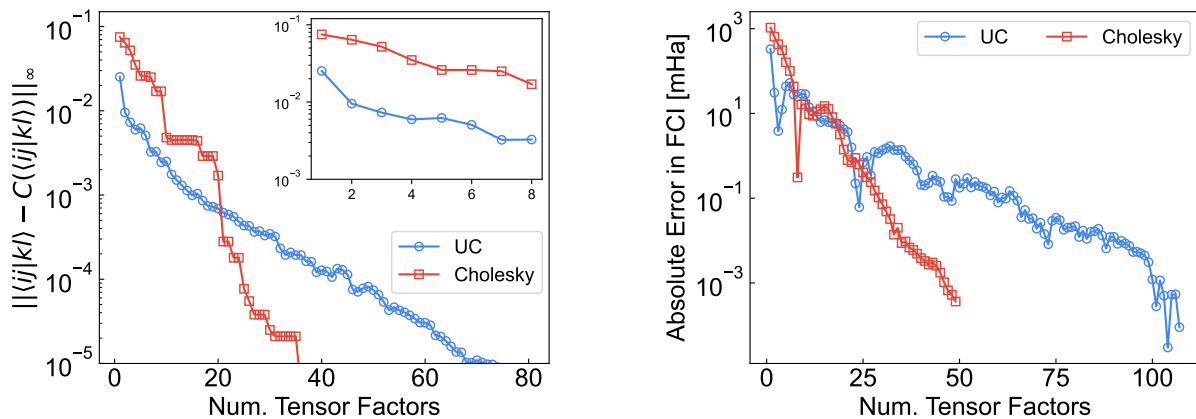 ||⟨ij|kl⟩ − C(⟨ij|kl⟩)||∞
10⁻¹
10⁻²
10⁻³
10⁻⁴
10⁻⁵
0 20 40 60 80
Num. Tensor Factors
10⁻¹
10⁻²
10⁻³
2 4 6 8
UC
Cholesky
Absolute Error in FCI [mHa]
10³
10¹
10⁻¹
10⁻³
0 25 50 75 100
Num. Tensor Factors
UC Cholesky